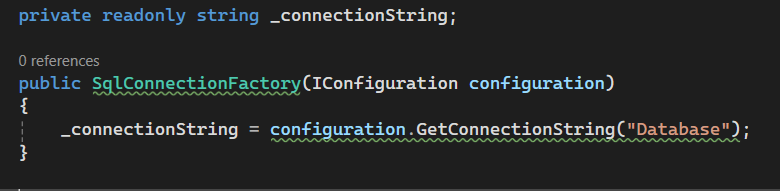 private readonly string _connectionString;
0 references
public SqlConnectionFactory(IConfiguration configuration)
{
_connectionString = configuration.GetConnectionString("Database");
}